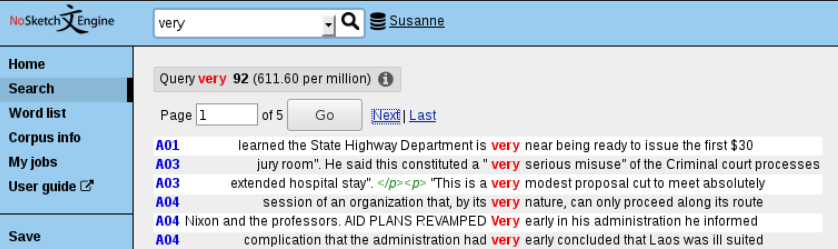 NoSketch 文 Engine
very
Susanne
Home
Search
Word list
Corpus info
My jobs
User guide
Save
Query very 92 (611.60 per million) i
Page 1 of 5 Go Next | Last
A01 learned the State Highway Department is very near being ready to issue the first $30
A03 jury room". He said this constituted a " very serious misuse" of the Criminal court processes
A03 extended hospital stay". </p><p> "This is a very modest proposal cut to meet absolutely
A04 session of an organization that, by its very nature, can only proceed along its route
A04 Nixon and the professors. AID PLANS REVAMPED Very early in his administration he informed
A04 complication that the administration had very early concluded that Laos was ill suited